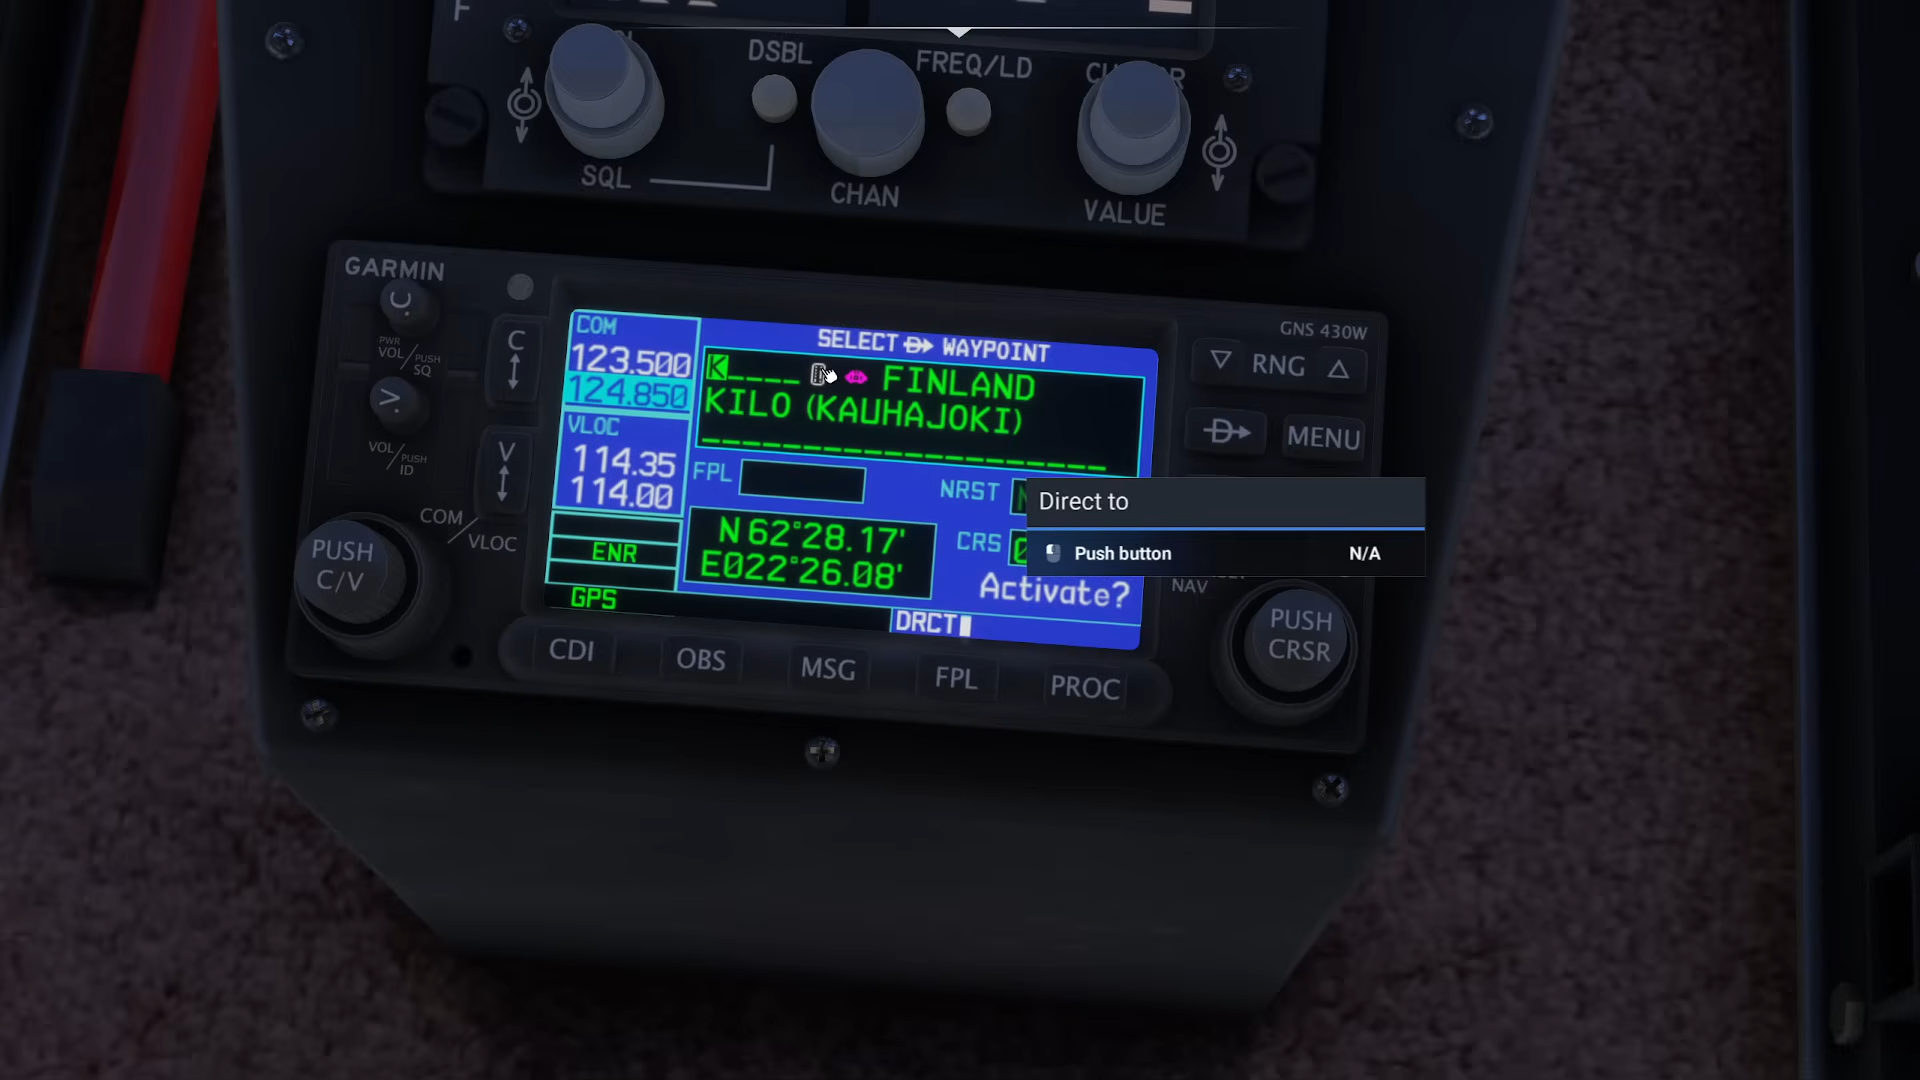 F
DSBL
FREQ/LD
SQL
CHAN
VALUE
GARMIN
GNS 430W
PWR
VOL/PUSH
SQ
VOL/PUSH
ID
C
V
COM/VLOC
PUSH
C/V
COM
123.500
124.850
VLOC
114.35
114.00
ENR
GPS
SELECT WAYPOINT
K____ FINLAND
KILO (KAUHAJOKI)
FPL
NRST
N 62°28.17'
E022°26.08'
CRS
Activate?
DRCT
RNG
D
MENU
Direct to
Push button N/A
NAV
PUSH
CRSR
CDI
OBS
MSG
FPL
PROC